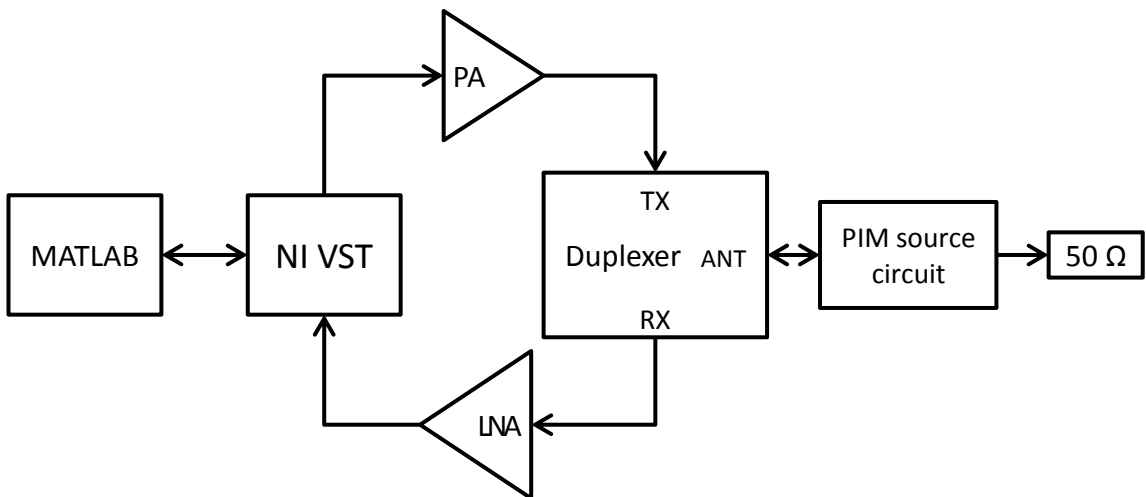 PA
MATLAB
NI VST
TX
Duplexer
ANT
RX
PIM source
circuit
50 Ω
LNA